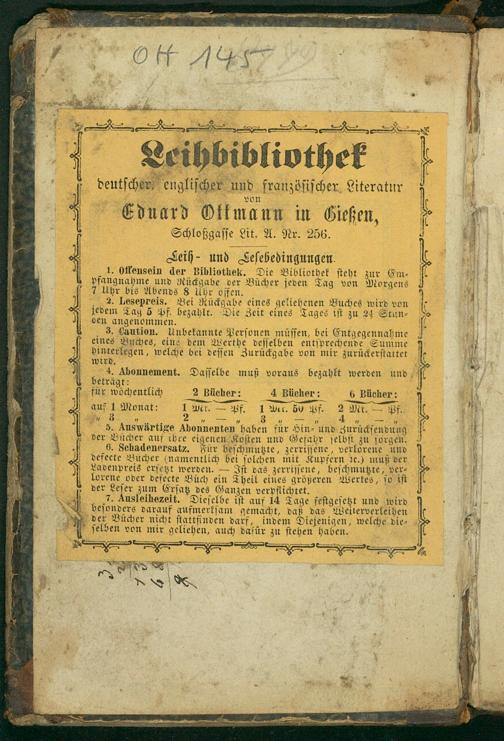 OH 145
Leihbibliothek
deutscher, englischer und französischer Literatur
von
Eduard Ottmann in Gießen,
Schloßgasse Lit. A. Nr. 256.
Leih- und Lesebedingungen.
1. Offensein der Bibliothek. Die Bibliothek steht zur Em-
pfangnahme und Rückgabe der Bücher jeden Tag von Morgens
7 Uhr bis Abends 8 Uhr offen.
2. Lesepreis. Bei Rückgabe eines geliehenen Buches wird von
jedem Tag 5 Pf. bezahlt. Die Zeit eines Tages ist zu 24 Stun-
den angenommen.
3. Caution. Unbekannte Personen müssen, bei Entgegennahme
eines Buches, eine dem Werthe desselben entsprechende Summe
hinterlegen, welche bei dessen Zurückgabe von mir zurückerstattet
wird.
4. Abonnement. Dasselbe muß voraus bezahlt werden und
beträgt:
für wöchentlich 2 Bücher: 4 Bücher: 6 Bücher:
auf 1 Monat: 1 Mk. — Pf. 1 Mk. 50 Pf. 2 Mk. — Pf.
„ 3 „ 2 „ — „ 3 „ — „ 4 „ — „
5. Auswärtige Abonnenten haben für Hin- und Zurücksendung
der Bücher auf ihre eigenen Kosten und Gefahr selbst zu sorgen.
6. Schadenersatz. Für beschmutzte, zerrissene, verlorene und
defecte Bücher (namentlich bei solchen mit Kupfern ꝛc.) muß der
Ladenpreis ersetzt werden. — Ist das zerrissene, beschmutzte, ver-
lorene oder defecte Buch ein Theil eines größeren Werkes, so ist
der Leser zum Ersatz des Ganzen verpflichtet.
7. Ausleihezeit. Dieselbe ist auf 14 Tage festgesetzt und wird
besonders darauf aufmerksam gemacht, daß das Weiterverleihen
der Bücher nicht stattfinden darf, indem Diejenigen, welche die-
selben von mir geliehen, auch dafür zu stehen haben.